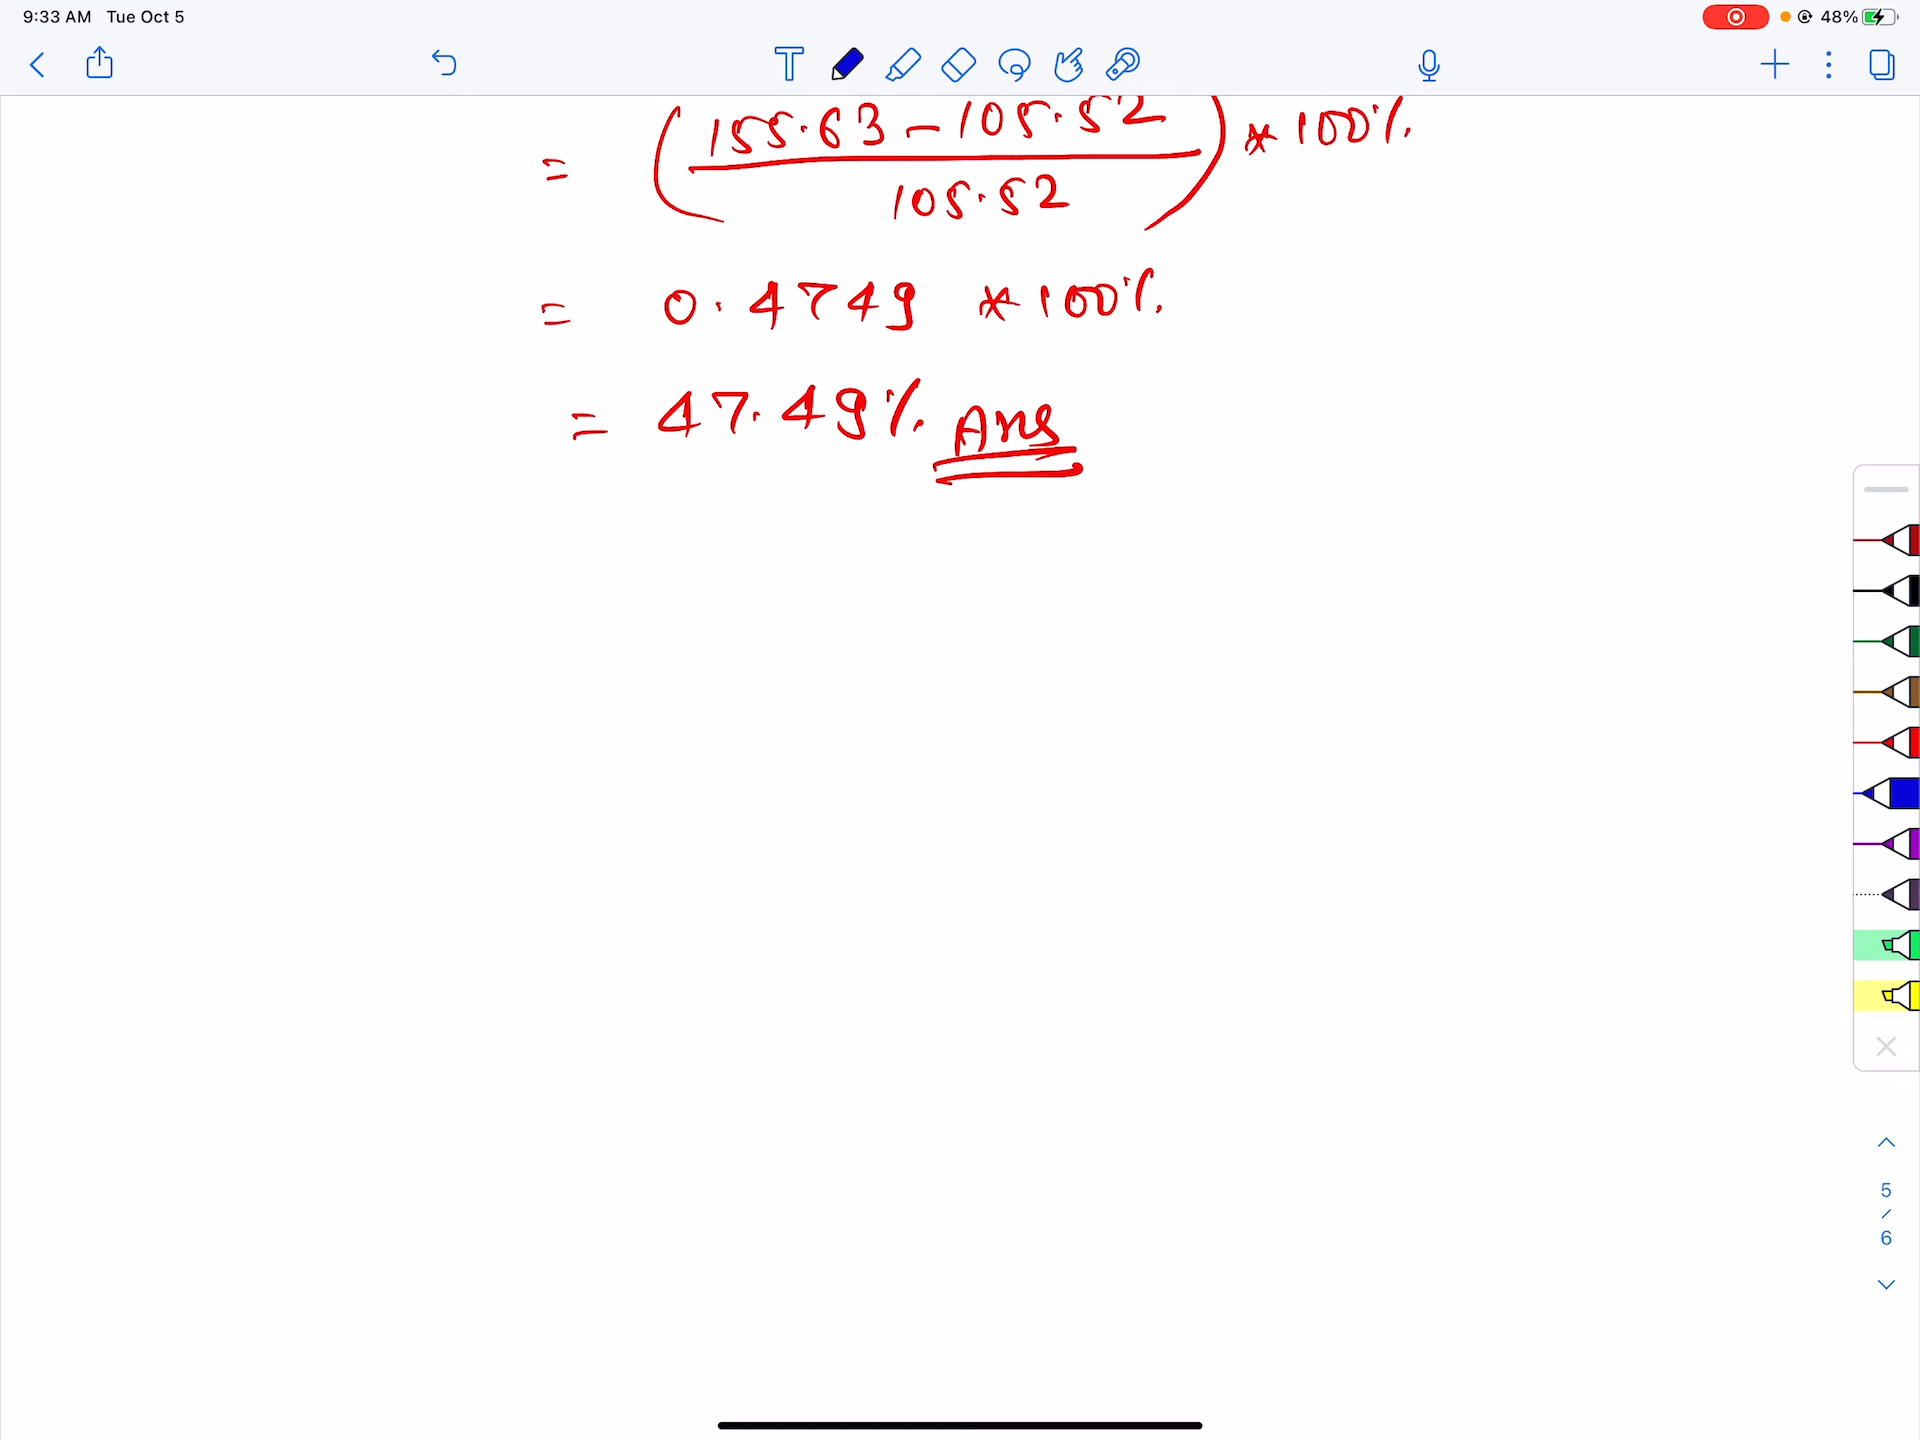 9:33 AM Tue Oct 5 48%
= (155.63 - 105.52 / 105.52) * 100%
= 0.4749 * 100%
= 47.49% Ans
5
/
6